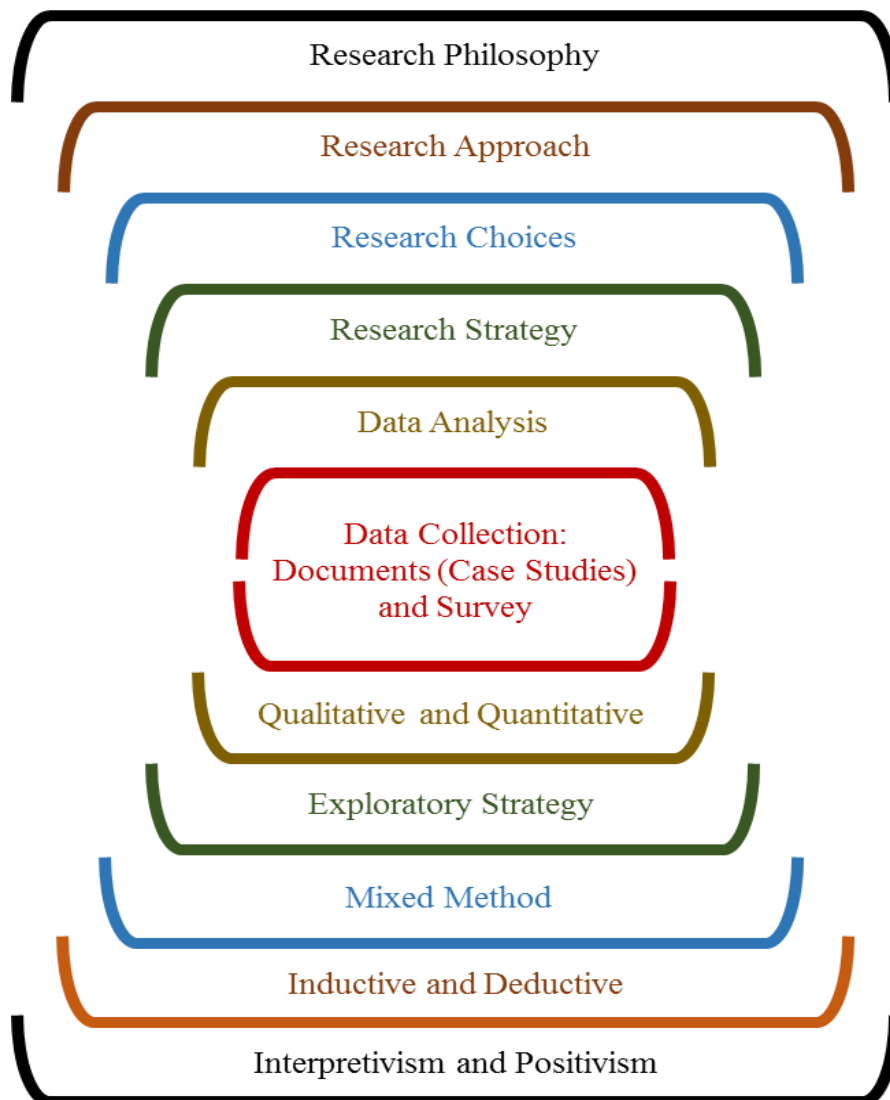 Research Philosophy
Research Approach
Research Choices
Research Strategy
Data Analysis
Data Collection:
Documents (Case Studies)
and Survey
Qualitative and Quantitative
Exploratory Strategy
Mixed Method
Inductive and Deductive
Interpretivism and Positivism